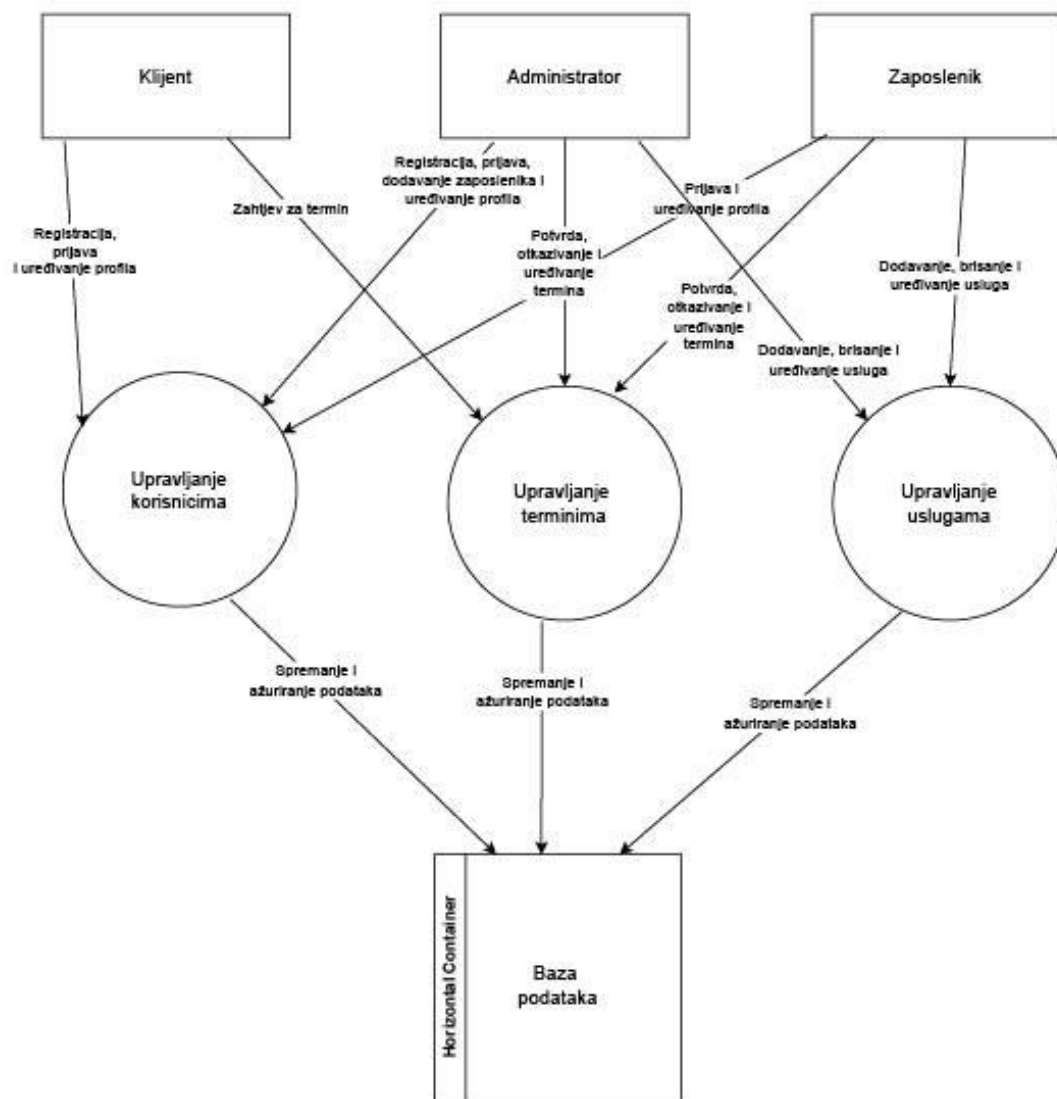 Klijent
Administrator
Zaposlenik
Registracija, prijava,
dodavanje zaposlenika i
uređivanje profila
Prijava i
uređivanje profila
Zahtjev za termin
Registracija,
prijava
i uređivanje profila
Potvrda,
otkazivanje i
uređivanje
termina
Dodavanje, brisanje i
uređivanje usluga
Potvrda,
otkazivanje i
uređivanje
termina
Dodavanje, brisanje i
uređivanje usluga
Upravljanje
korisnicima
Upravljanje
terminima
Upravljanje
uslugama
Spremanje i
ažuriranje podataka
Spremanje i
ažuriranje podataka
Spremanje i
ažuriranje podataka
Horizontal Container
Baza
podataka